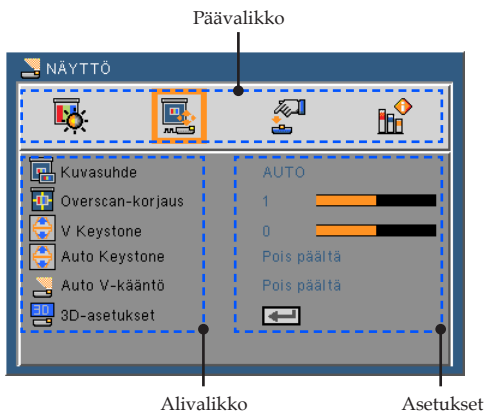 Päävalikko
NÄYTTÖ
Kuvasuhde AUTO
Overscan-korjaus 1
V Keystone 0
Auto Keystone Pois päältä
Auto V-kääntö Pois päältä
3D 3D-asetukset
Alivalikko Asetukset